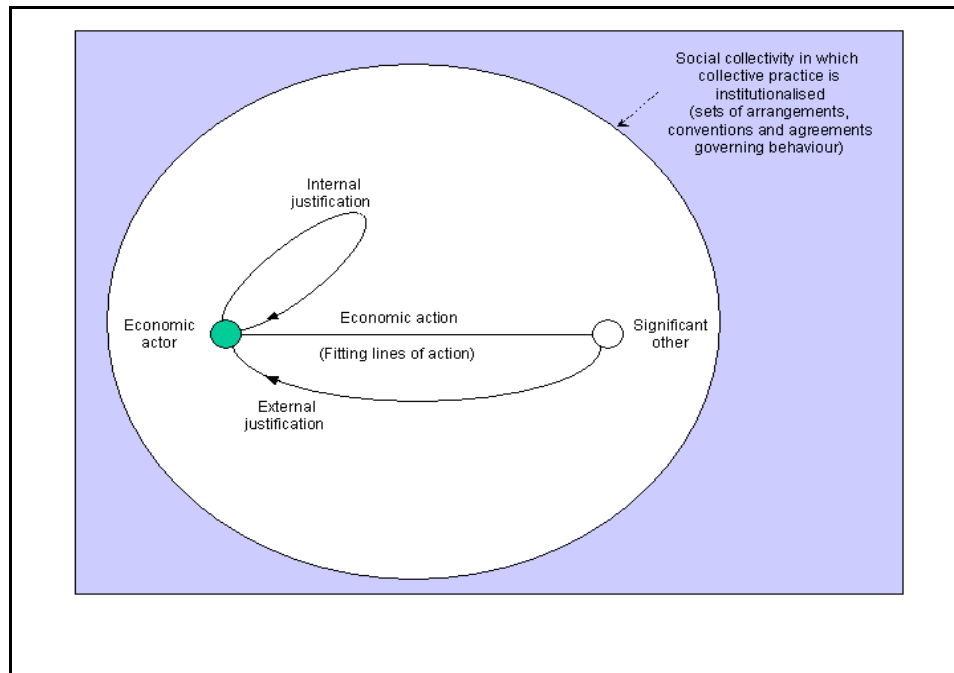 Social collectivity in which
collective practice is
institutionalised
(sets of arrangements,
conventions and agreements
governing behaviour)
Internal
justification
Economic
actor
Economic action
(Fitting lines of action)
Significant
other
External
justification